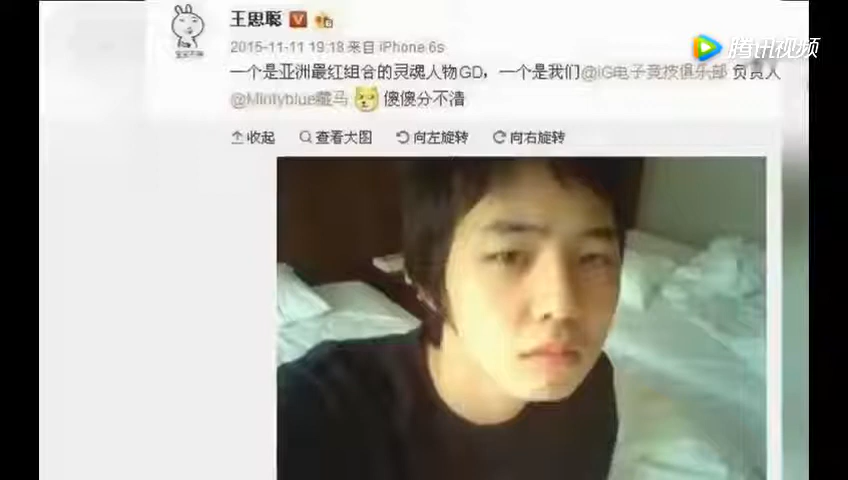 王思聪
腾讯视频
2015-11-11 19:18 来自 iPhone 6s
一个是亚洲最红组合的灵魂人物GD，一个是我们@IG电子竞技俱乐部 负责人
@Mintyblue藏马 傻傻分不清
收起 查看大图 向左旋转 向右旋转